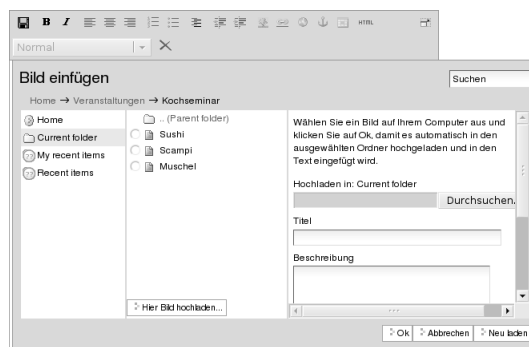 B I HTML
Normal
Bild einfügen
Suchen
Home → Veranstaltungen → Kochseminar
Home
Current folder
My recent items
Recent items
.. (Parent folder)
Sushi
Scampi
Muschel
Hier Bild hochladen...
Wählen Sie ein Bild auf Ihrem Computer aus und
klicken Sie auf Ok, damit es automatisch in den
ausgewählten Ordner hochgeladen und in den
Text eingefügt wird.
Hochladen in: Current folder
Durchsuchen.
Titel
Beschreibung
Ok Abbrechen Neu laden